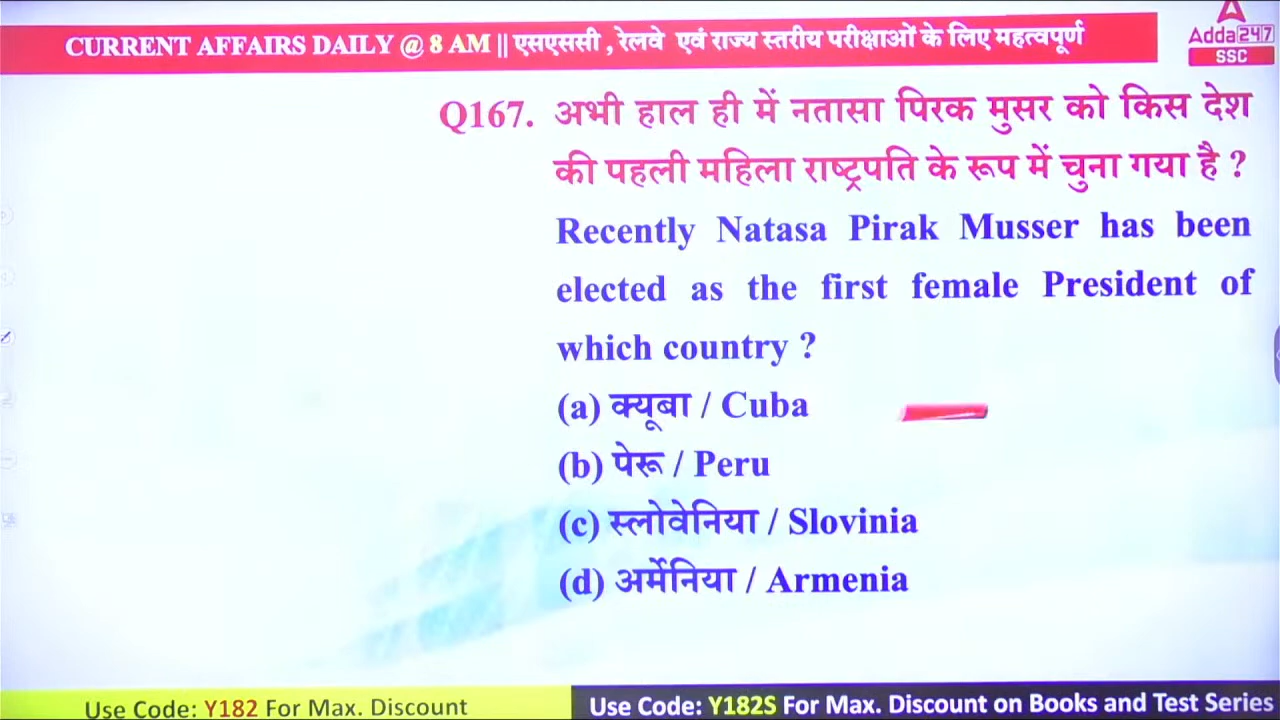 CURRENT AFFAIRS DAILY @ 8 AM || एसएससी , रेलवे एवं राज्य स्तरीय परीक्षाओं के लिए महत्वपूर्ण
Adda247
SSC
Q167. अभी हाल ही में नतासा पिरक मुसर को किस देश
की पहली महिला राष्ट्रपति के रूप में चुना गया है ?
Recently Natasa Pirak Musser has been
elected as the first female President of
which country ?
(a) क्यूबा / Cuba
(b) पेरू / Peru
(c) स्लोवेनिया / Slovinia
(d) अर्मेनिया / Armenia
Use Code: Y182 For Max. Discount
Use Code: Y182S For Max. Discount on Books and Test Series